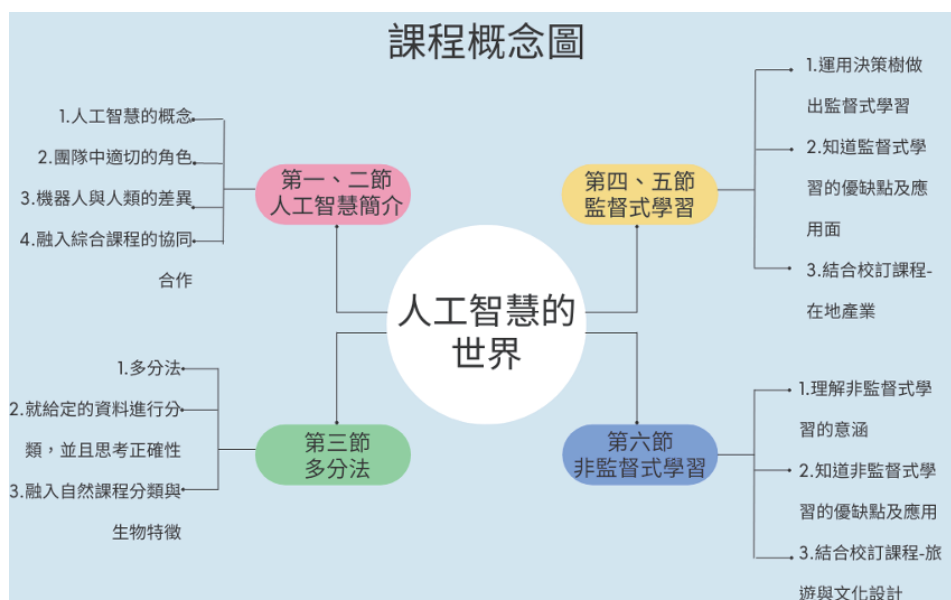 課程概念圖
1.人工智慧的概念
2.團隊中適切的角色
3.機器人與人類的差異
4.融入綜合課程的協同
合作
第一、二節
人工智慧簡介
第四、五節
監督式學習
1.運用決策樹做
出監督式學習
2.知道監督式學
習的優缺點及應
用面
3.結合校訂課程-
在地產業
人工智慧的
世界
1.多分法
2.就給定的資料進行分
類，並且思考正確性
3.融入自然課程分類與
生物特徵
第三節
多分法
第六節
非監督式學習
1.理解非監督式學
習的意涵
2.知道非監督式學
習的優缺點及應用
3.結合校訂課程-旅
遊與文化設計